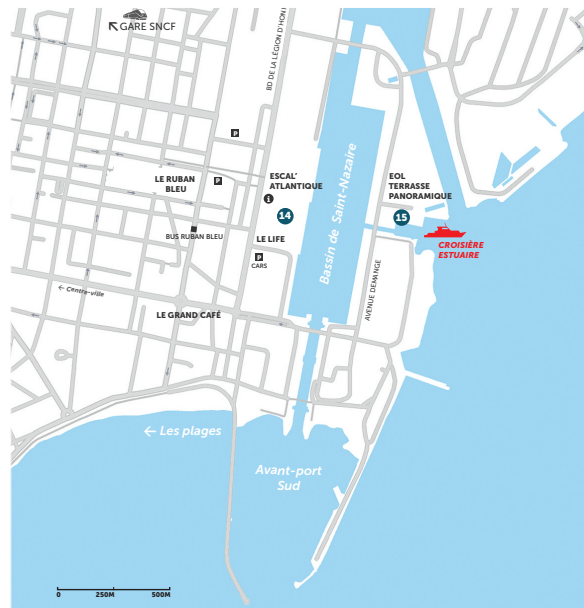 GARE SNCF
BD DE LA LÉGION D'HON
P
LE RUBAN
BLEU
P
ESCAL'
ATLANTIQUE
i
14
EOL
TERRASSE
PANORAMIQUE
15
Bassin de Saint-Nazaire
BUS RUBAN BLEU
LE LIFE
P
CARS
CROISIÈRE
ESTUAIRE
AVENUE DEMANGE
← Centre-ville
LE GRAND CAFÉ
← Les plages
Avant-port
Sud
0 250M 500M